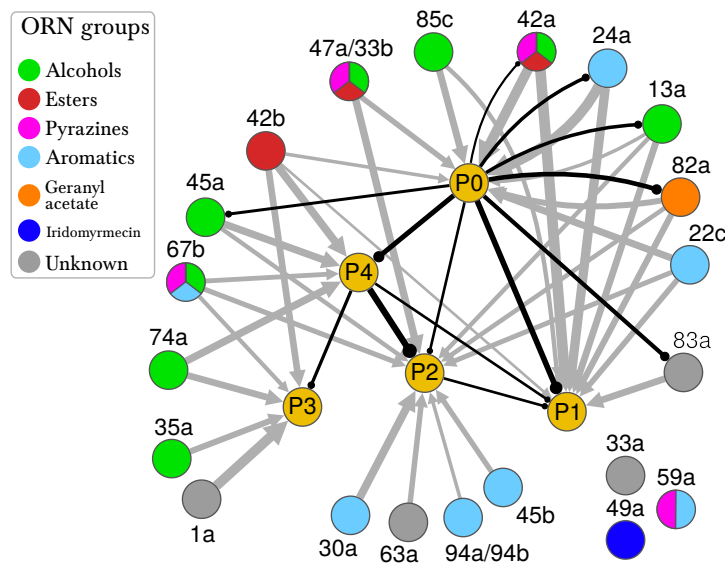 ORN groups
Alcohols
Esters
Pyrazines
Aromatics
Geranyl
acetate
Iridomyrmecin
Unknown
85c
42a
24a
47a/33b
13a
42b
82a
45a
P0
22c
67b
P4
74a
83a
P2
P3
P1
35a
1a
30a
63a
94a/94b
45b
33a
59a
49a